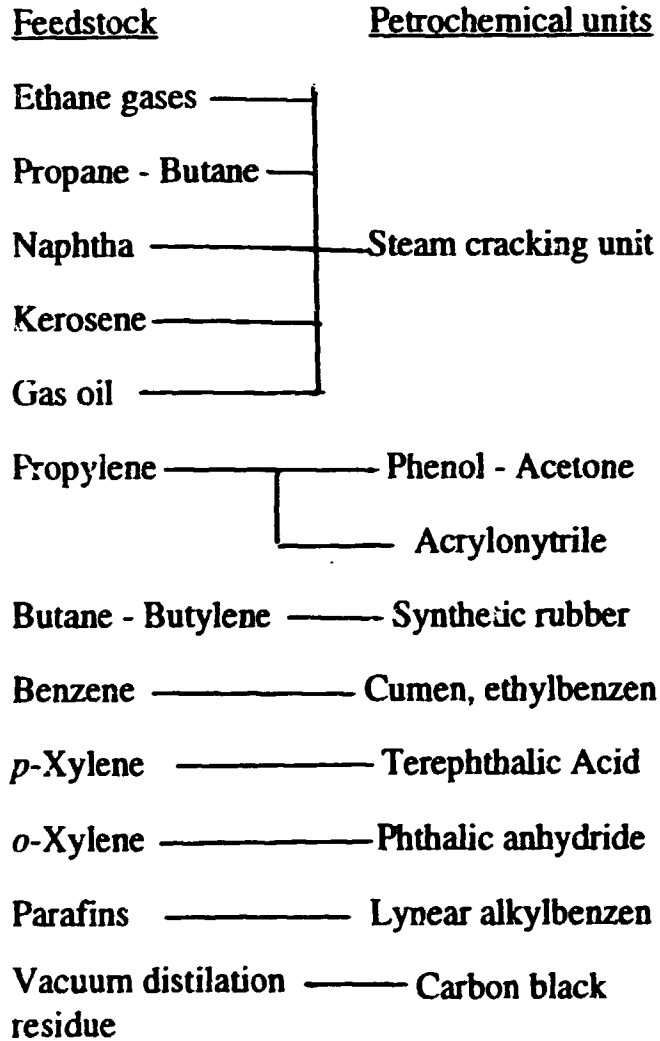 Feedstock Petrochemical units
Ethane gases
Propane - Butane
Naphtha Steam cracking unit
Kerosene
Gas oil
Propylene Phenol - Acetone
Acrylonytrile
Butane - Butylene Synthetic rubber
Benzene Cumen, ethylbenzen
p-Xylene Terephthalic Acid
o-Xylene Phthalic anhydride
Parafins Lynear alkylbenzen
Vacuum distilation Carbon black
residue